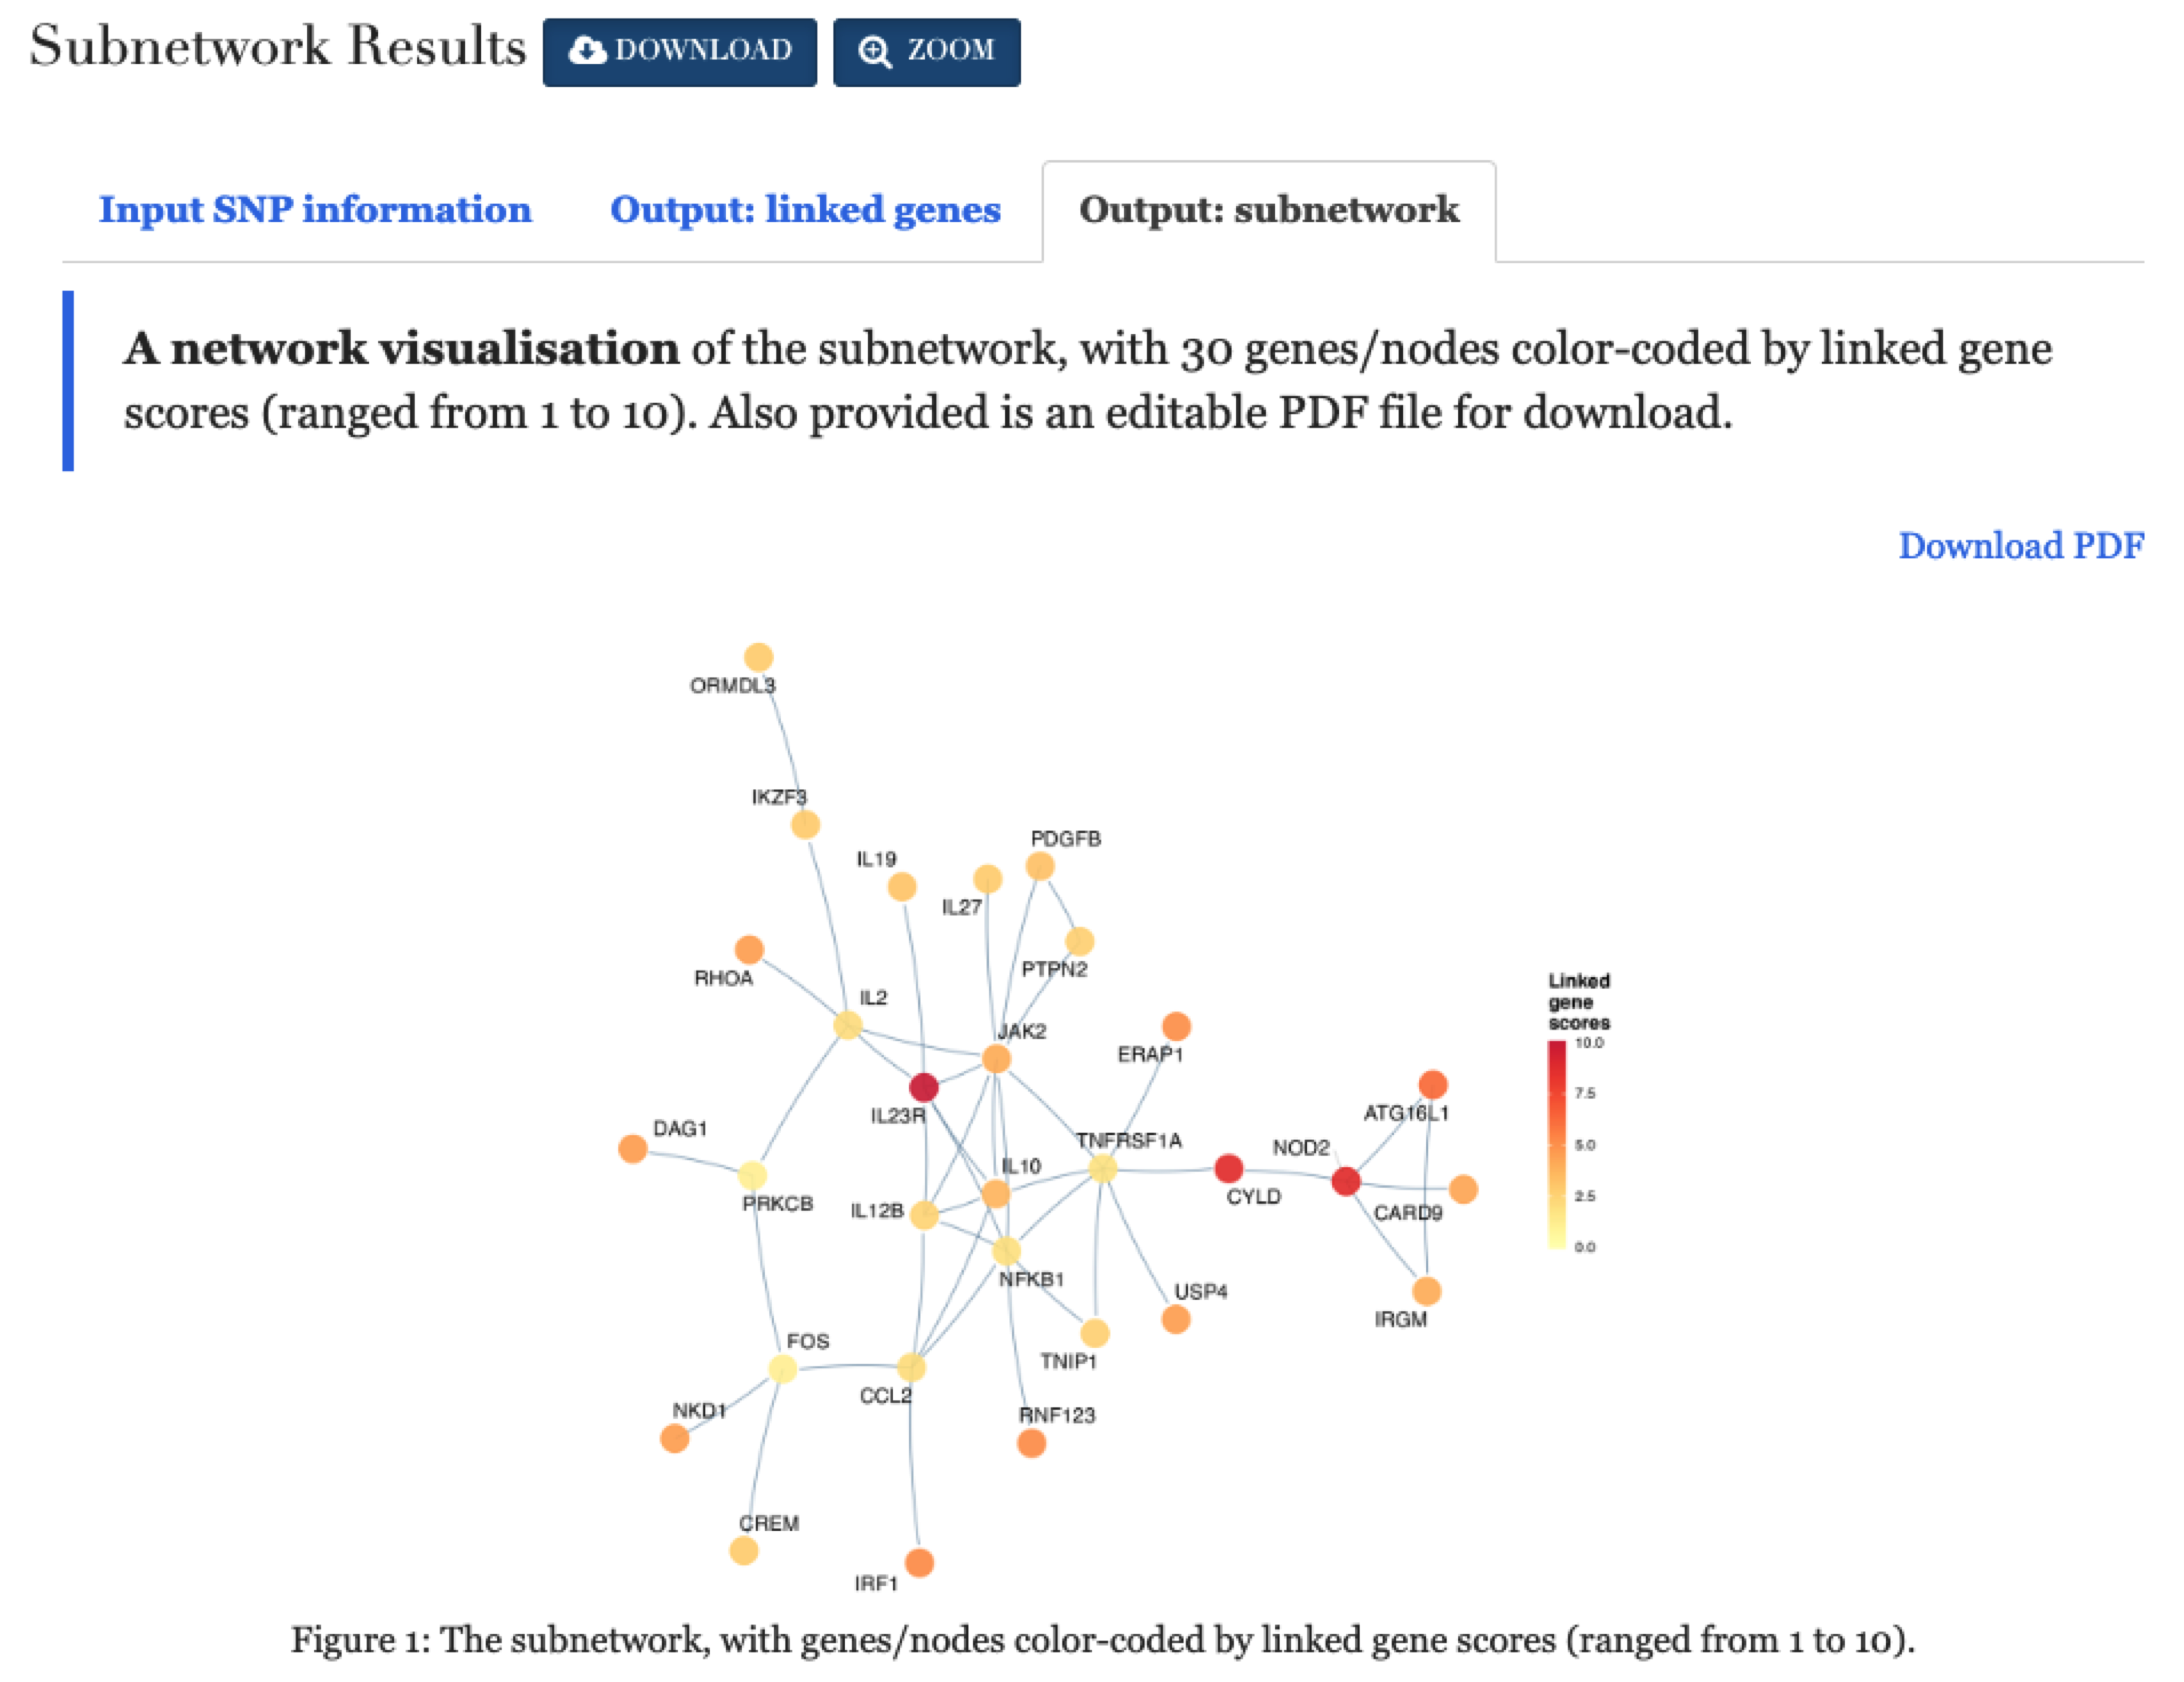 Subnetwork Results DOWNLOAD ZOOM
Input SNP information Output: linked genes Output: subnetwork
A network visualisation of the subnetwork, with 30 genes/nodes color-coded by linked gene
scores (ranged from 1 to 10). Also provided is an editable PDF file for download.
Download PDF
ORMDL3
IKZF3
PDGFB
IL19
IL27
PTPN2
RHOA
IL2
JAK2
ERAP1
IL23R
DAG1
TNFRSF1A
NOD2
ATG16L1
IL10
CYLD
PRKCB
IL12B
CARD9
NFKB1
USP4
IRGM
FOS
TNIP1
CCL2
NKD1
RNF123
CREM
IRF1
Linked
gene
scores
10.0
7.5
5.0
2.5
0.0
Figure 1: The subnetwork, with genes/nodes color-coded by linked gene scores (ranged from 1 to 10).